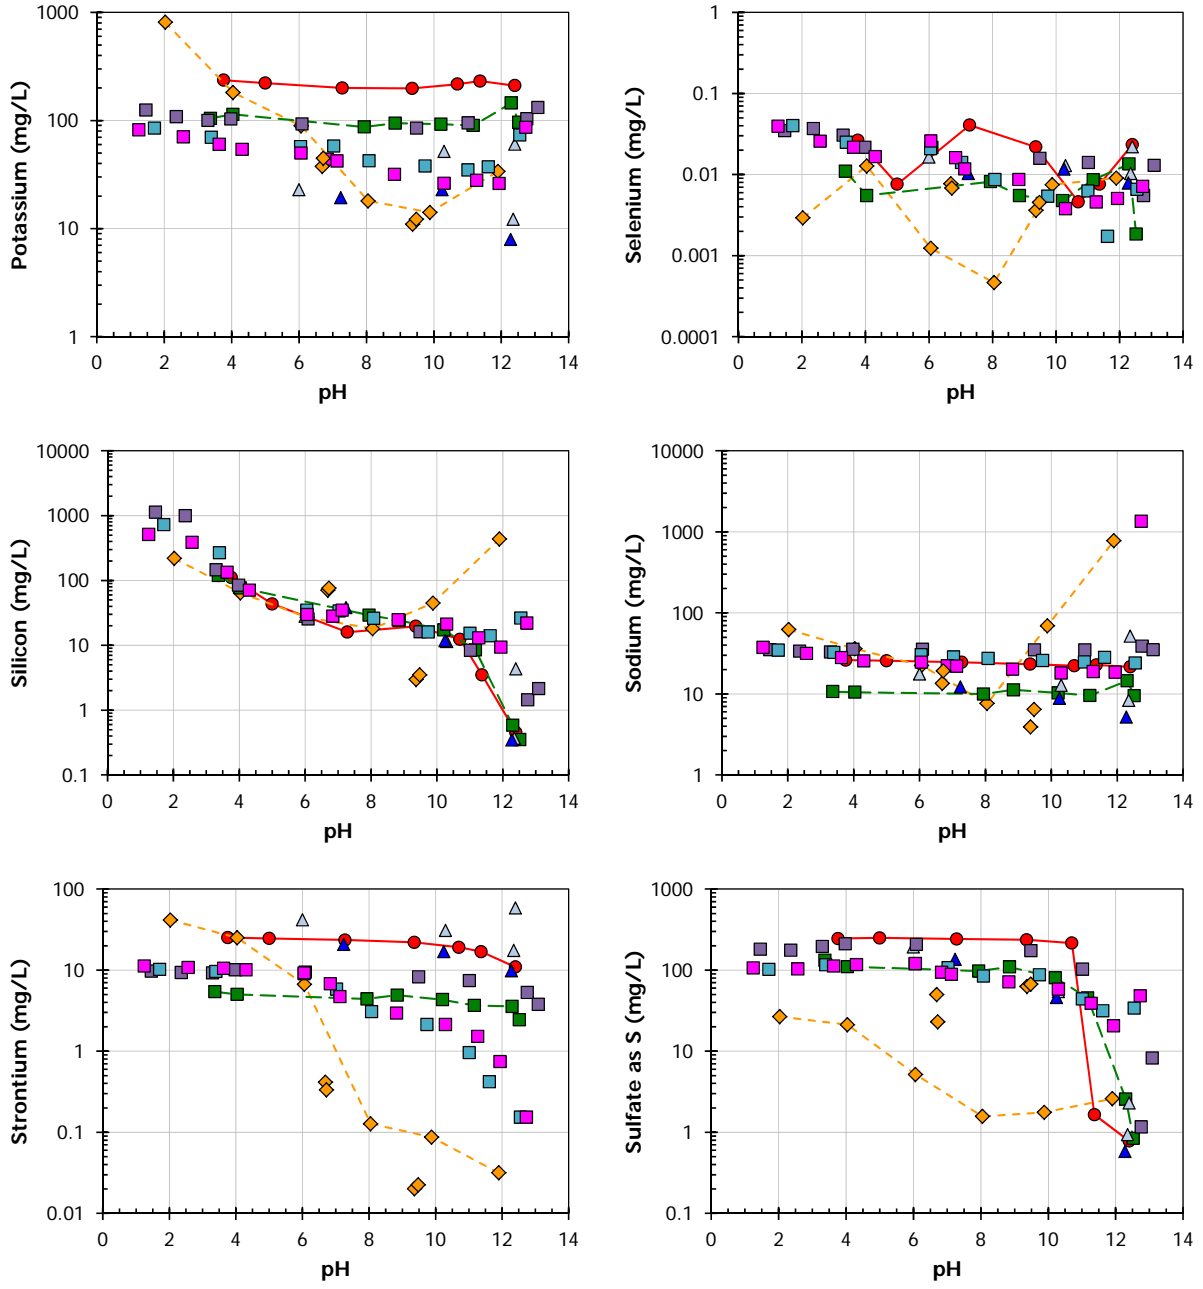 1000
100
10
1
0 2 4 6 8 10 12 14
pH
Potassium (mg/L)
1
0.1
0.01
0.001
0.0001
0 2 4 6 8 10 12 14
pH
Selenium (mg/L)
10000
1000
100
10
1
0.1
0 2 4 6 8 10 12 14
pH
Silicon (mg/L)
10000
1000
100
10
1
0 2 4 6 8 10 12 14
pH
Sodium (mg/L)
100
10
1
0.1
0.01
0 2 4 6 8 10 12 14
pH
Strontium (mg/L)
1000
100
10
1
0.1
0 2 4 6 8 10 12 14
pH
Sulfate as S (mg/L)